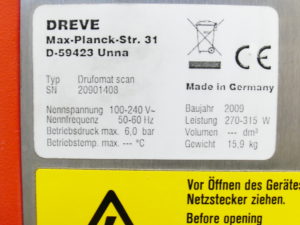 DREVE
Max-Planck-Str. 31
D-59423 Unna
Typ Drufomat scan
SN 20901408
Made in Germany
Nennspannung 100-240 V~
Nennfrequenz 50-60 Hz
Betriebsdruck max. 6,0 bar
Betriebstemp. max. --- °C
Baujahr 2009
Leistung 270-315 W
Volumen --- dm³
Gewicht 15,9 kg
Vor Öffnen des Gerätes
Netzstecker ziehen.
Before opening